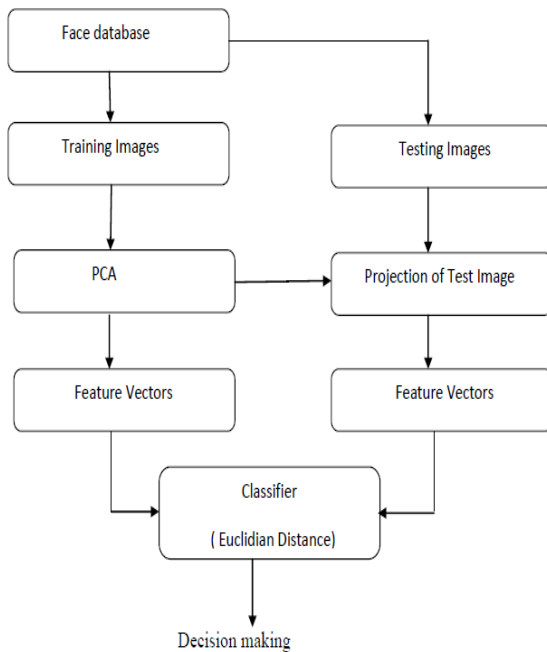 Face database
Training Images
Testing Images
PCA
Projection of Test Image
Feature Vectors
Feature Vectors
Classifier
( Euclidian Distance)
Decision making